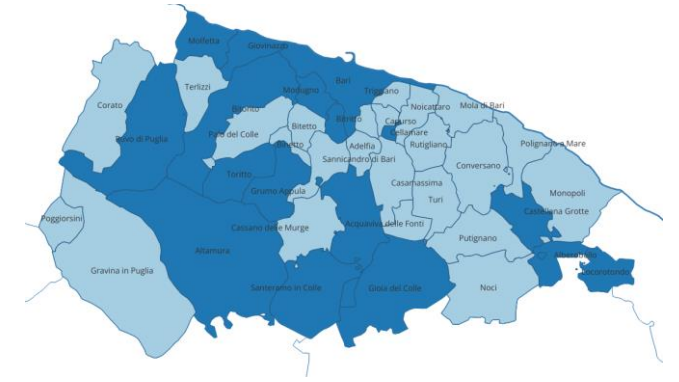 Molfetta
Giovinazzo
Bari
Terlizzi
Modugno
Triggiano
Corato
Noicattaro
Mola di Bari
Bitonto
Bitritto
Capurso
Ruvo di Puglia
Palo del Colle
Bitetto
Cellamare
Binetto
Adelfia
Rutigliano
Polignano a Mare
Sannicandro di Bari
Conversano
Toritto
Grumo Appula
Casamassima
Monopoli
Turi
Castellana Grotte
Poggiorsini
Cassano delle Murge
Acquaviva delle Fonti
Putignano
Altamura
Alberobello
Gravina in Puglia
Locorotondo
Santeramo in Colle
Gioia del Colle
Noci